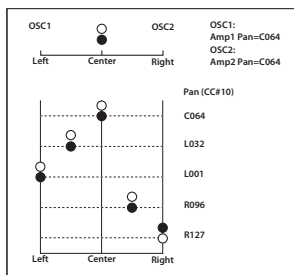 OSC1
OSC2
OSC1:
Amp1 Pan=C064
OSC2:
Amp2 Pan=C064
Left
Center
Right
Pan (CC#10)
C064
L032
L001
R096
R127
Left
Center
Right